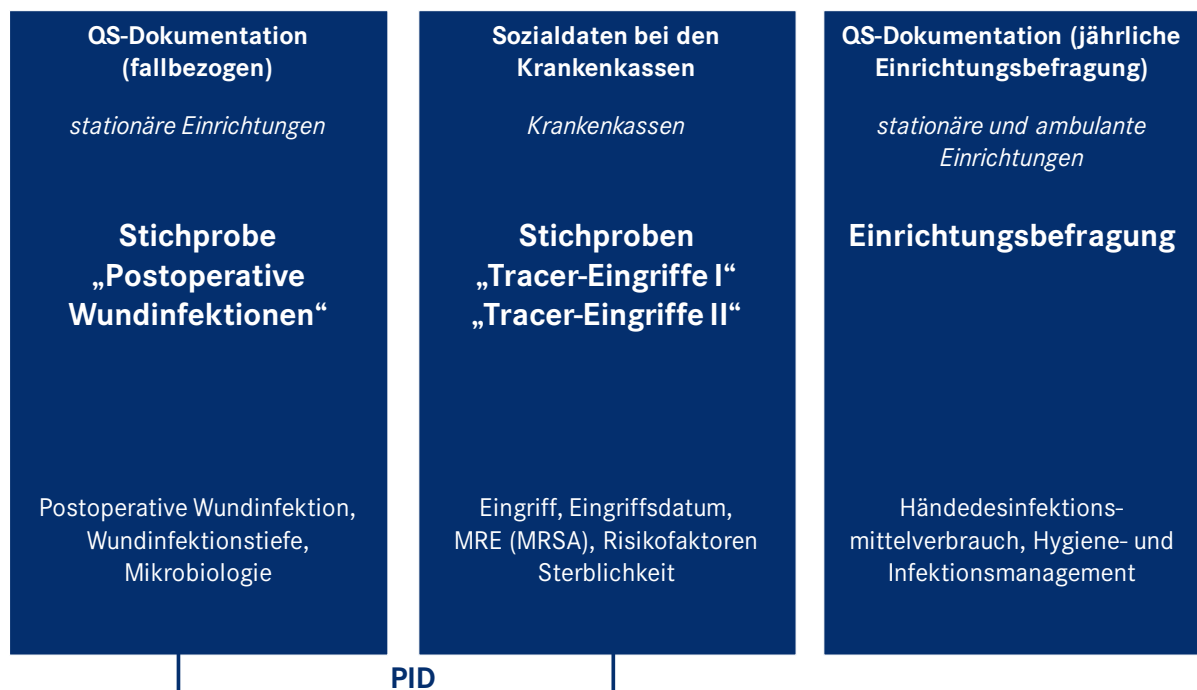 QS-Dokumentation
(fallbezogen)
stationäre Einrichtungen
Stichprobe
„Postoperative
Wundinfektionen“
Postoperative Wundinfektion,
Wundinfektionstiefe,
Mikrobiologie
Sozialdaten bei den
Krankenkassen
Krankenkassen
Stichproben
„Tracer-Eingriffe I“
„Tracer-Eingriffe II“
Eingriff, Eingriffsdatum,
MRE (MRSA), Risikofaktoren
Sterblichkeit
QS-Dokumentation (jährliche
Einrichtungsbefragung)
stationäre und ambulante
Einrichtungen
Einrichtungsbefragung
Händedesinfektions-
mittelverbrauch, Hygiene- und
Infektionsmanagement
PID